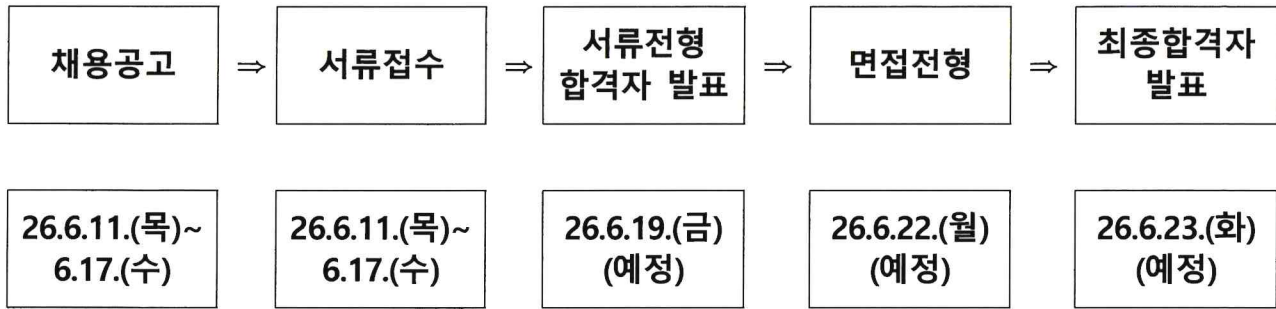 채용공고 ⇒ 서류접수 ⇒ 서류전형 합격자 발표 ⇒ 면접전형 ⇒ 최종합격자 발표
26.6.11.(목)~ 6.17.(수)
26.6.11.(목)~ 6.17.(수)
26.6.19.(금) (예정)
26.6.22.(월) (예정)
26.6.23.(화) (예정)